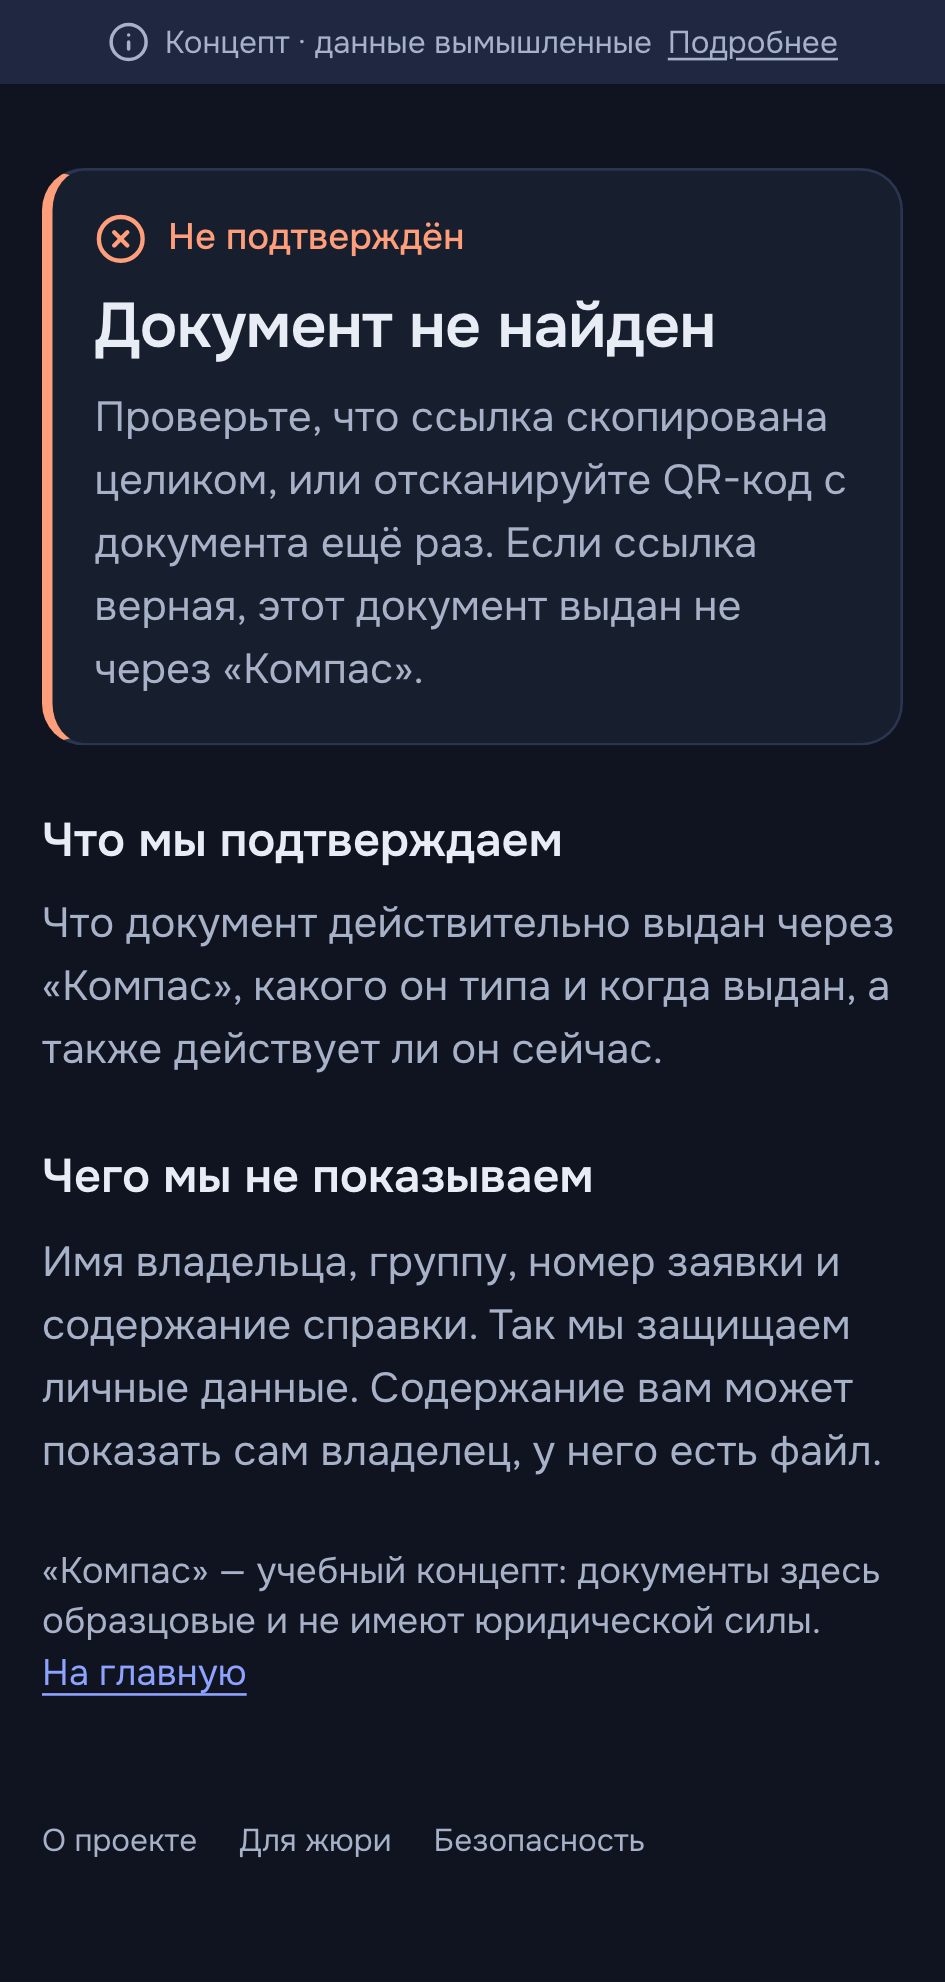 Концепт · данные вымышленные Подробнее
Не подтверждён
Документ не найден
Проверьте, что ссылка скопирована
целиком, или отсканируйте QR-код с
документа ещё раз. Если ссылка
верная, этот документ выдан не
через «Компас».
Что мы подтверждаем
Что документ действительно выдан через
«Компас», какого он типа и когда выдан, а
также действует ли он сейчас.
Чего мы не показываем
Имя владельца, группу, номер заявки и
содержание справки. Так мы защищаем
личные данные. Содержание вам может
показать сам владелец, у него есть файл.
«Компас» — учебный концепт: документы здесь
образцовые и не имеют юридической силы.
На главную
О проекте Для жюри Безопасность